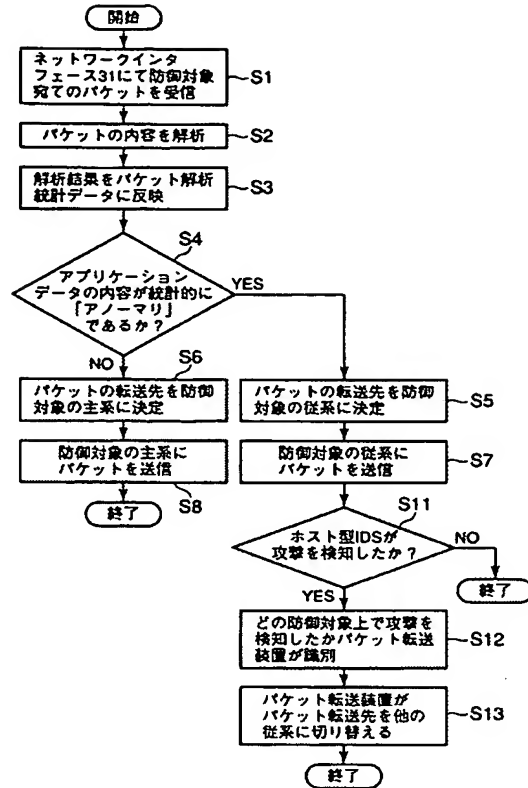 開始
ネットワークインタ
フェース31にて防御対象
宛てのパケットを受信
S1
パケットの内容を解析
S2
解析結果をパケット解析
統計データに反映
S3
S4
アプリケーション
データの内容が統計的に
「アノーマリ」
であるか？
YES
NO
S6
パケットの転送先を防御
対象の主系に決定
パケットの転送先を防御
対象の従系に決定
S5
防御対象の主系に
パケットを送信
S8
防御対象の従系に
パケットを送信
S7
終了
S11
ホスト型IDSが
攻撃を検知したか？
NO
終了
YES
どの防御対象上で攻撃を
検知したかパケット転送
装置が識別
S12
パケット転送装置が
パケット転送先を他の
従系に切り替える
S13
終了